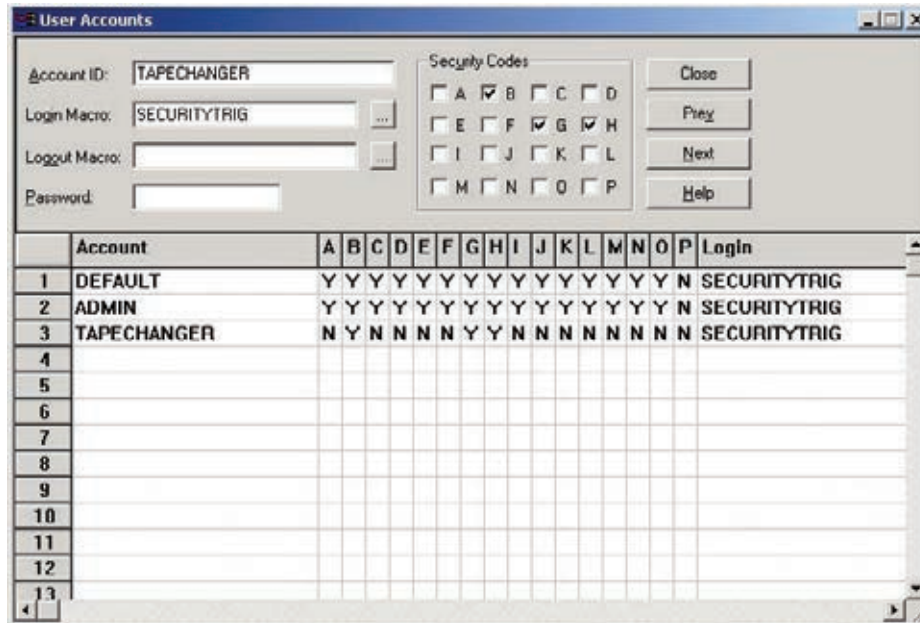 User Accounts
Account ID: TAPECHANGER
Login Macro: SECURITYTRIG ...
Logout Macro: ...
Password:
Security Codes
A B C D
E F G H
I J K L
M N O P
Close
Prev
Next
Help
Account A B C D E F G H I J K L M N O P Login
1 DEFAULT Y Y Y Y Y Y Y Y Y Y Y Y Y Y Y N SECURITYTRIG
2 ADMIN Y Y Y Y Y Y Y Y Y Y Y Y Y Y Y N SECURITYTRIG
3 TAPECHANGER N Y N N N N Y Y N N N N N N N N SECURITYTRIG
4
5
6
7
8
9
10
11
12
13